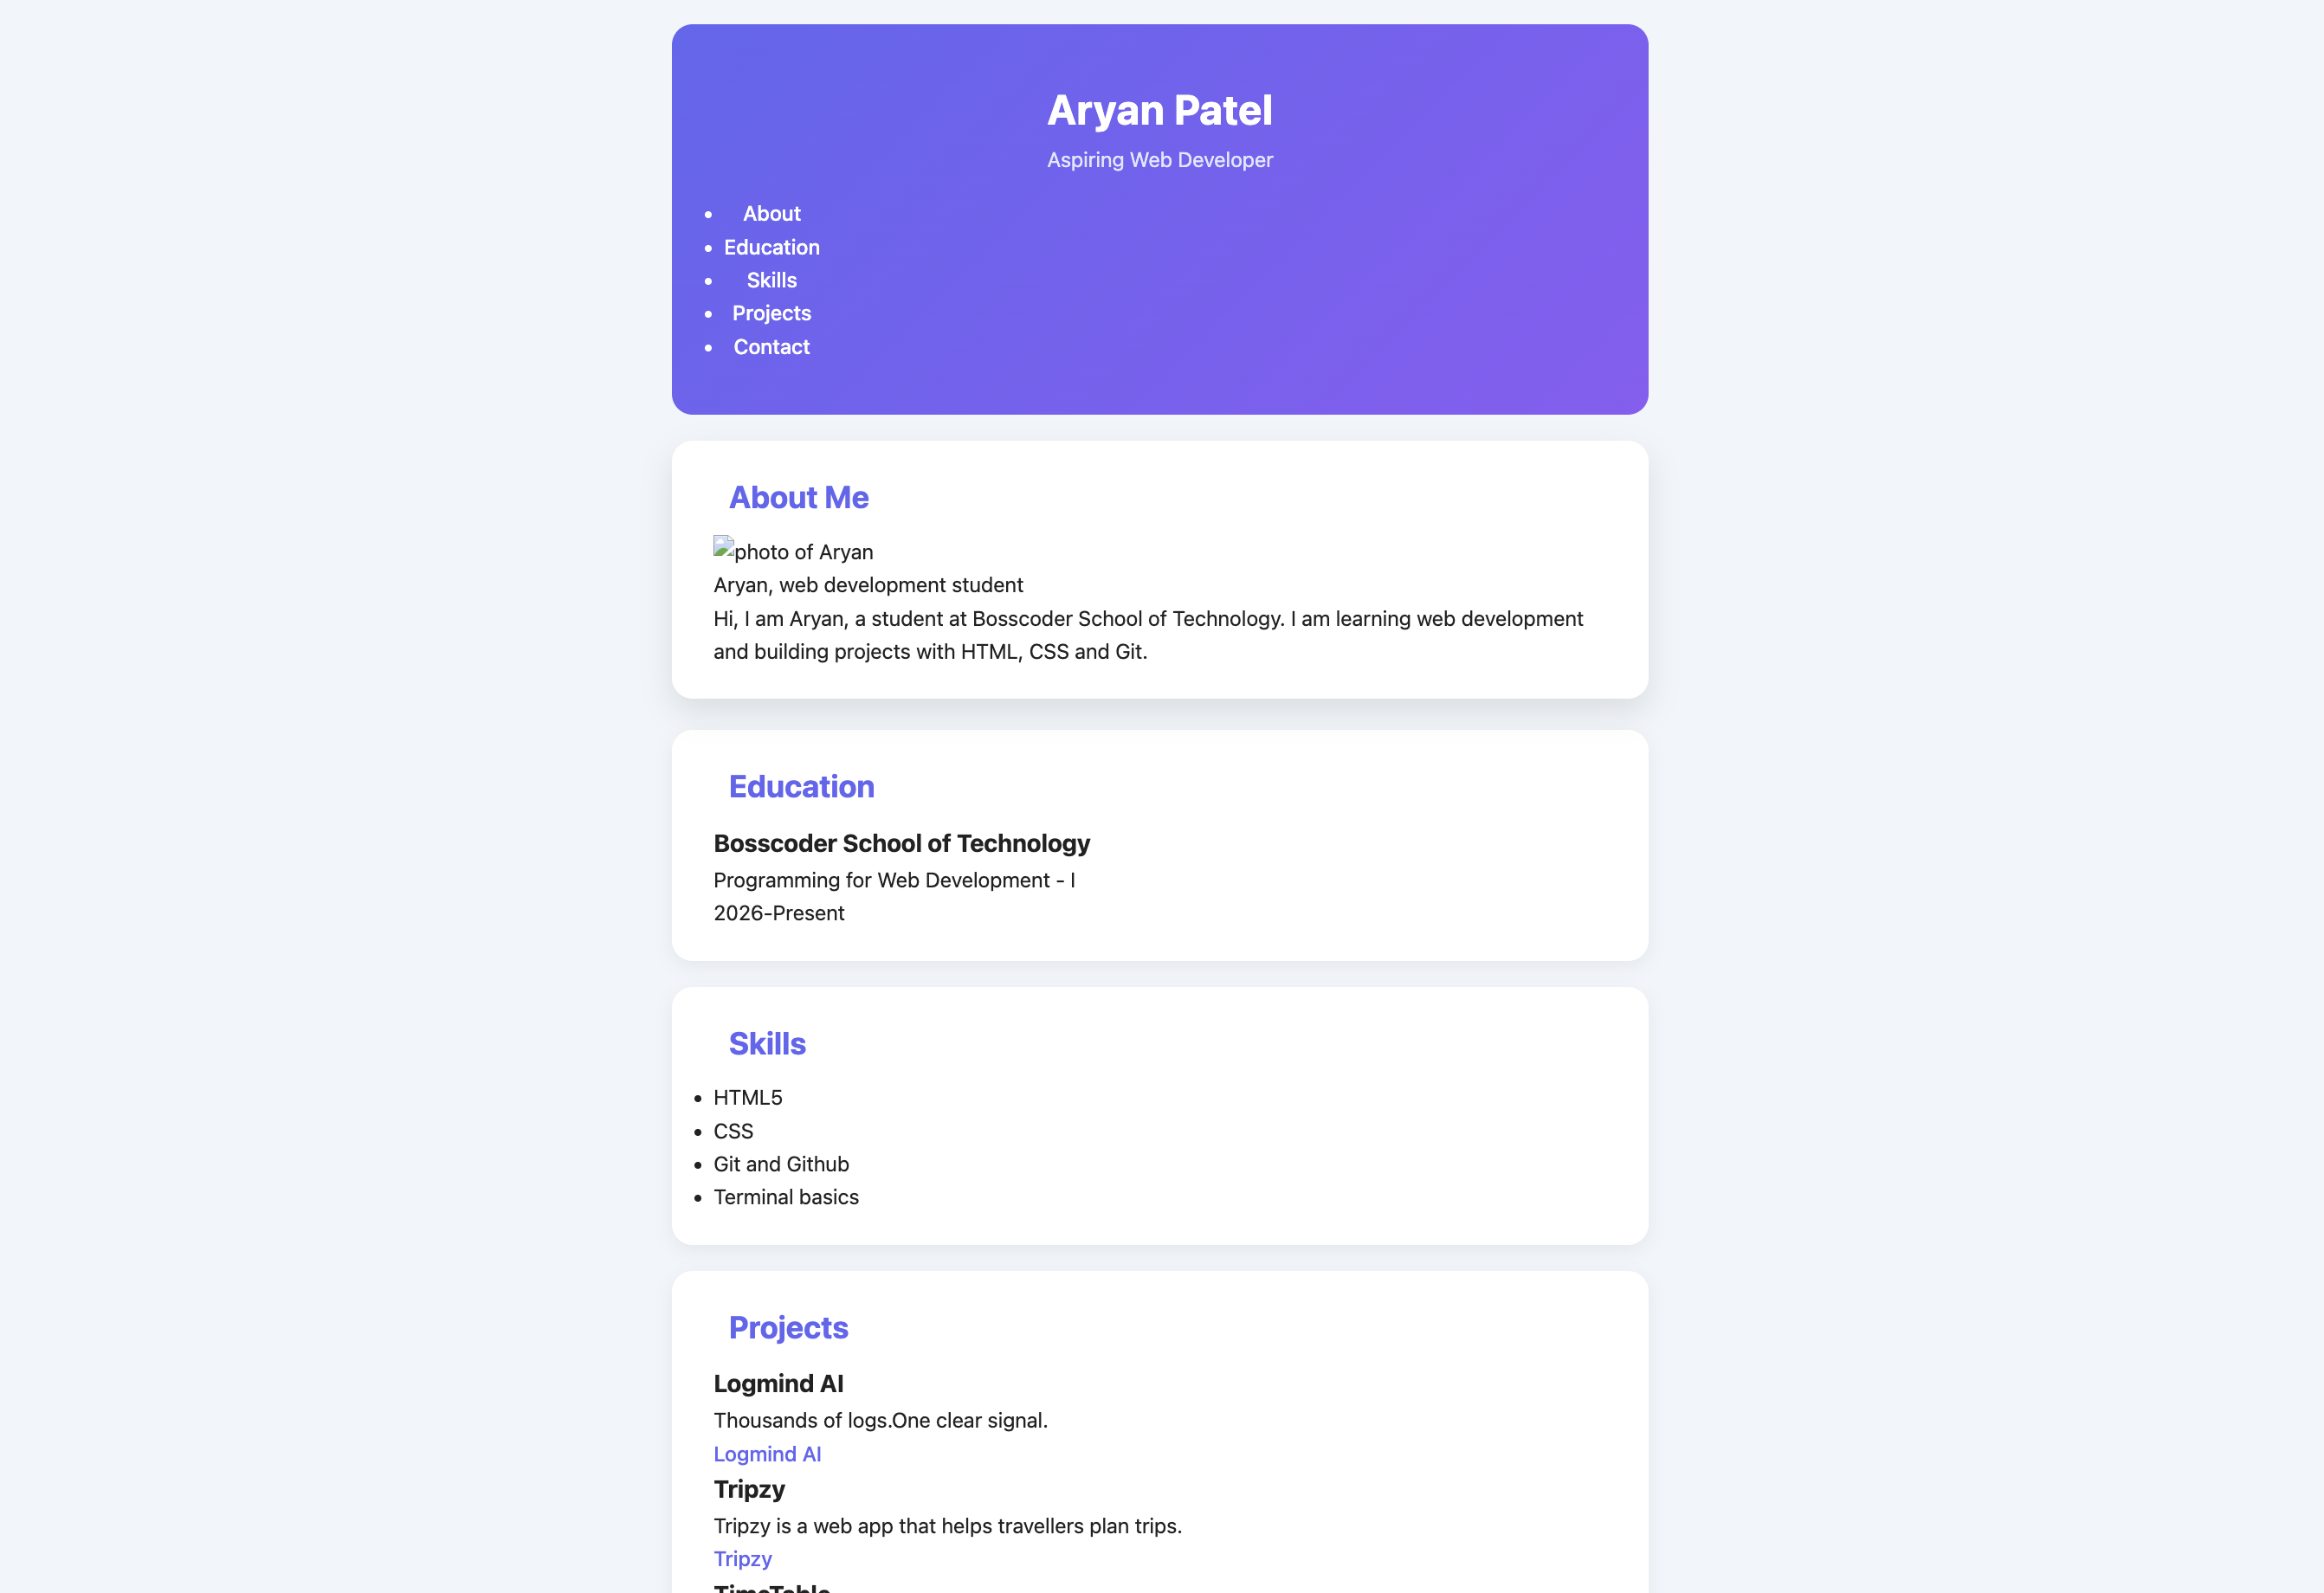 Aryan Patel
Aspiring Web Developer
About
Education
Skills
Projects
Contact
About Me
photo of Aryan
Aryan, web development student
Hi, I am Aryan, a student at Bosscoder School of Technology. I am learning web development
and building projects with HTML, CSS and Git.
Education
Bosscoder School of Technology
Programming for Web Development - I
2026-Present
Skills
HTML5
CSS
Git and Github
Terminal basics
Projects
Logmind AI
Thousands of logs.One clear signal.
Logmind AI
Tripzy
Tripzy is a web app that helps travellers plan trips.
Tripzy
TimeTable